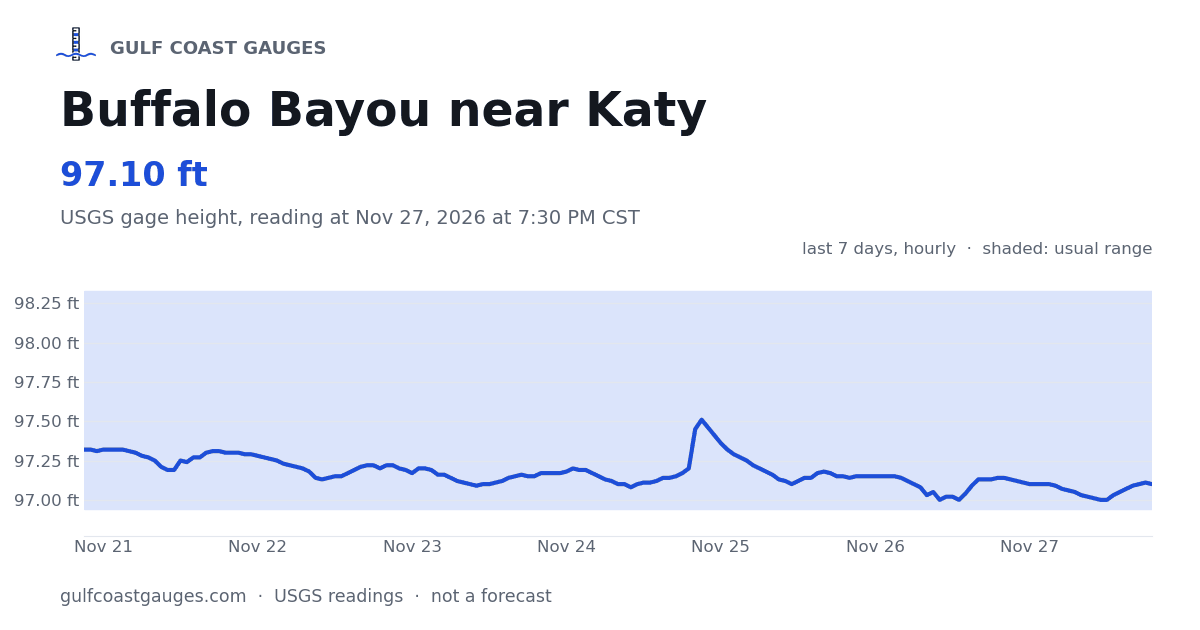 GULF COAST GAUGES
Buffalo Bayou near Katy
97.10 ft
USGS gage height, reading at Nov 27, 2026 at 7:30 PM CST
last 7 days, hourly · shaded: usual range
98.25 ft
98.00 ft
97.75 ft
97.50 ft
97.25 ft
97.00 ft
Nov 21 Nov 22 Nov 23 Nov 24 Nov 25 Nov 26 Nov 27
gulfcoastgauges.com · USGS readings · not a forecast